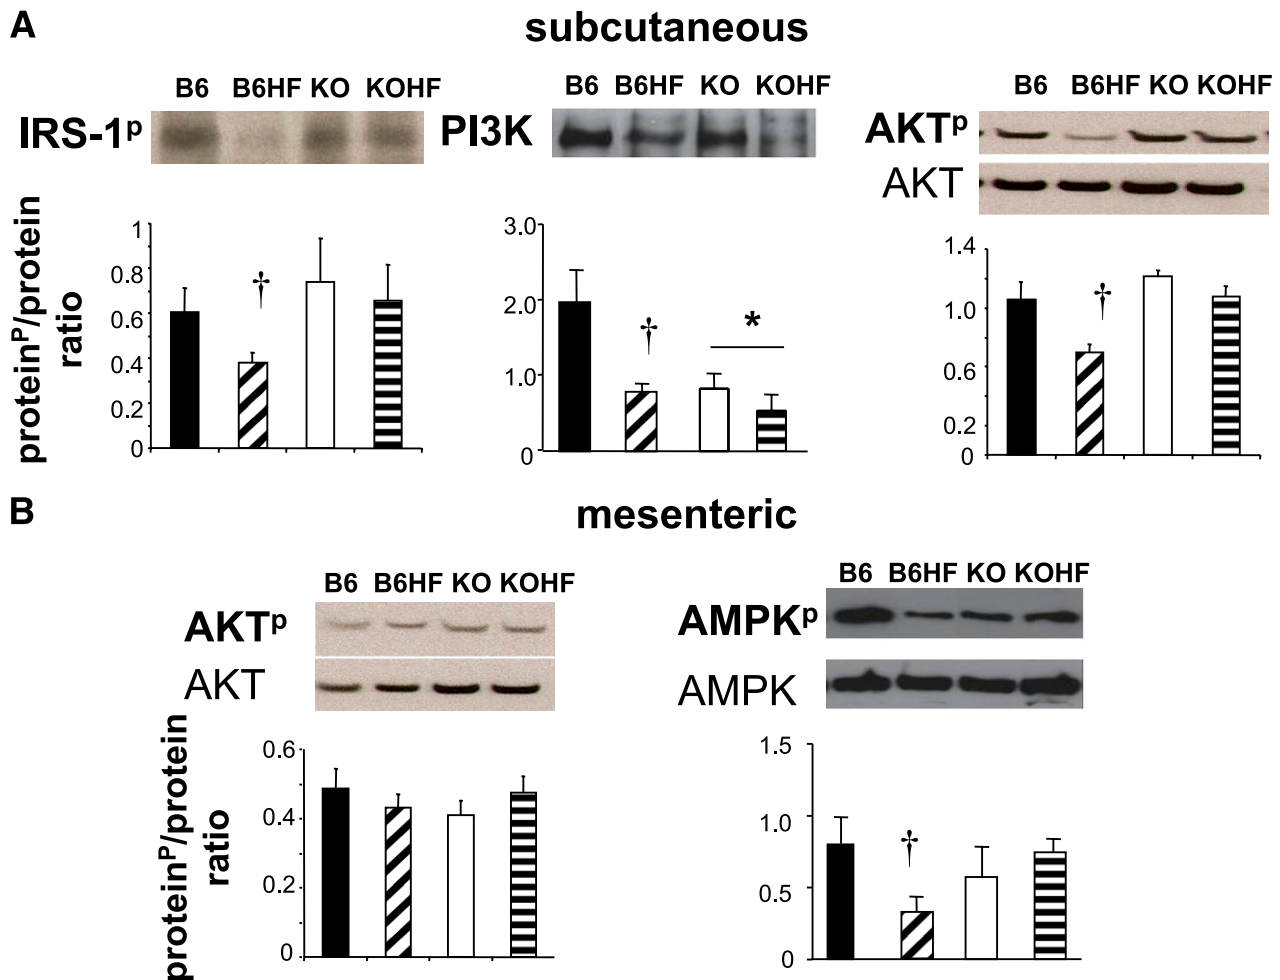 A
subcutaneous
B6 B6HF KO KOHF
IRS-1ᵖ
B6 B6HF KO KOHF
PI3K
B6 B6HF KO KOHF
AKTᵖ
AKT
proteinᴾ/protein
ratio
1
0.8
0.6
0.4
0.2
0
†
3.0
2.0
1.0
0
†
*
1.4
1.0
0.6
0.2
0
†
B
mesenteric
B6 B6HF KO KOHF
AKTᵖ
AKT
B6 B6HF KO KOHF
AMPKᵖ
AMPK
proteinᴾ/protein
ratio
0.6
0.4
0.2
0
1.5
1.0
0.5
0
†